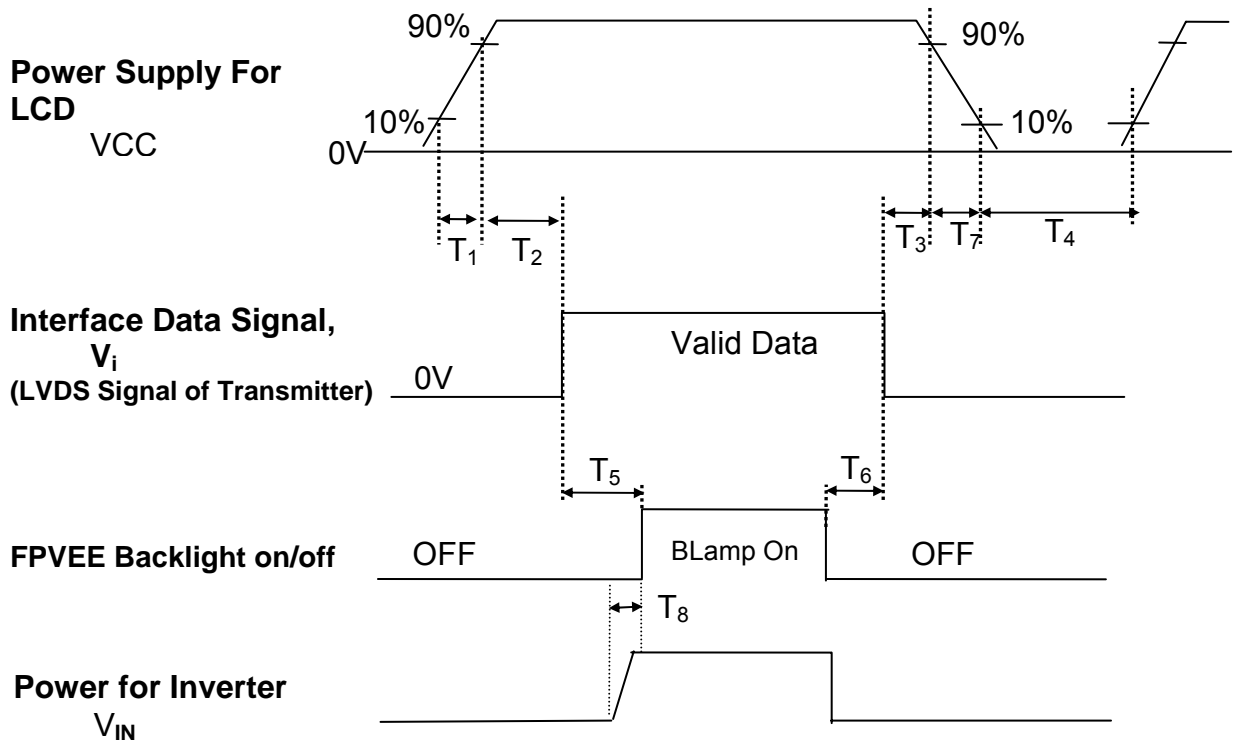 90%
90%
Power Supply For
LCD
VCC
10%
10%
0V
T1
T2
T3
T7
T4
Interface Data Signal,
Vi
(LVDS Signal of Transmitter)
0V
Valid Data
T5
T6
FPVEE Backlight on/off
OFF
BLamp On
OFF
T8
Power for Inverter
VIN